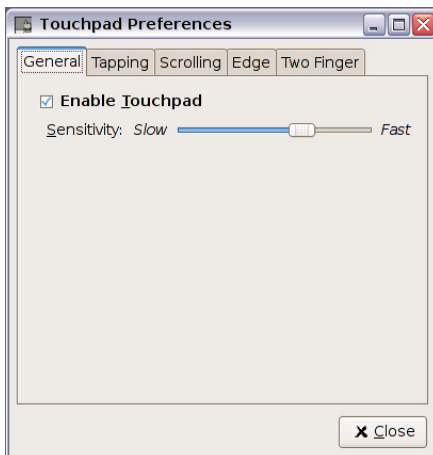 Touchpad Preferences
General Tapping Scrolling Edge Two Finger
Enable Touchpad
Sensitivity: Slow Fast
Close